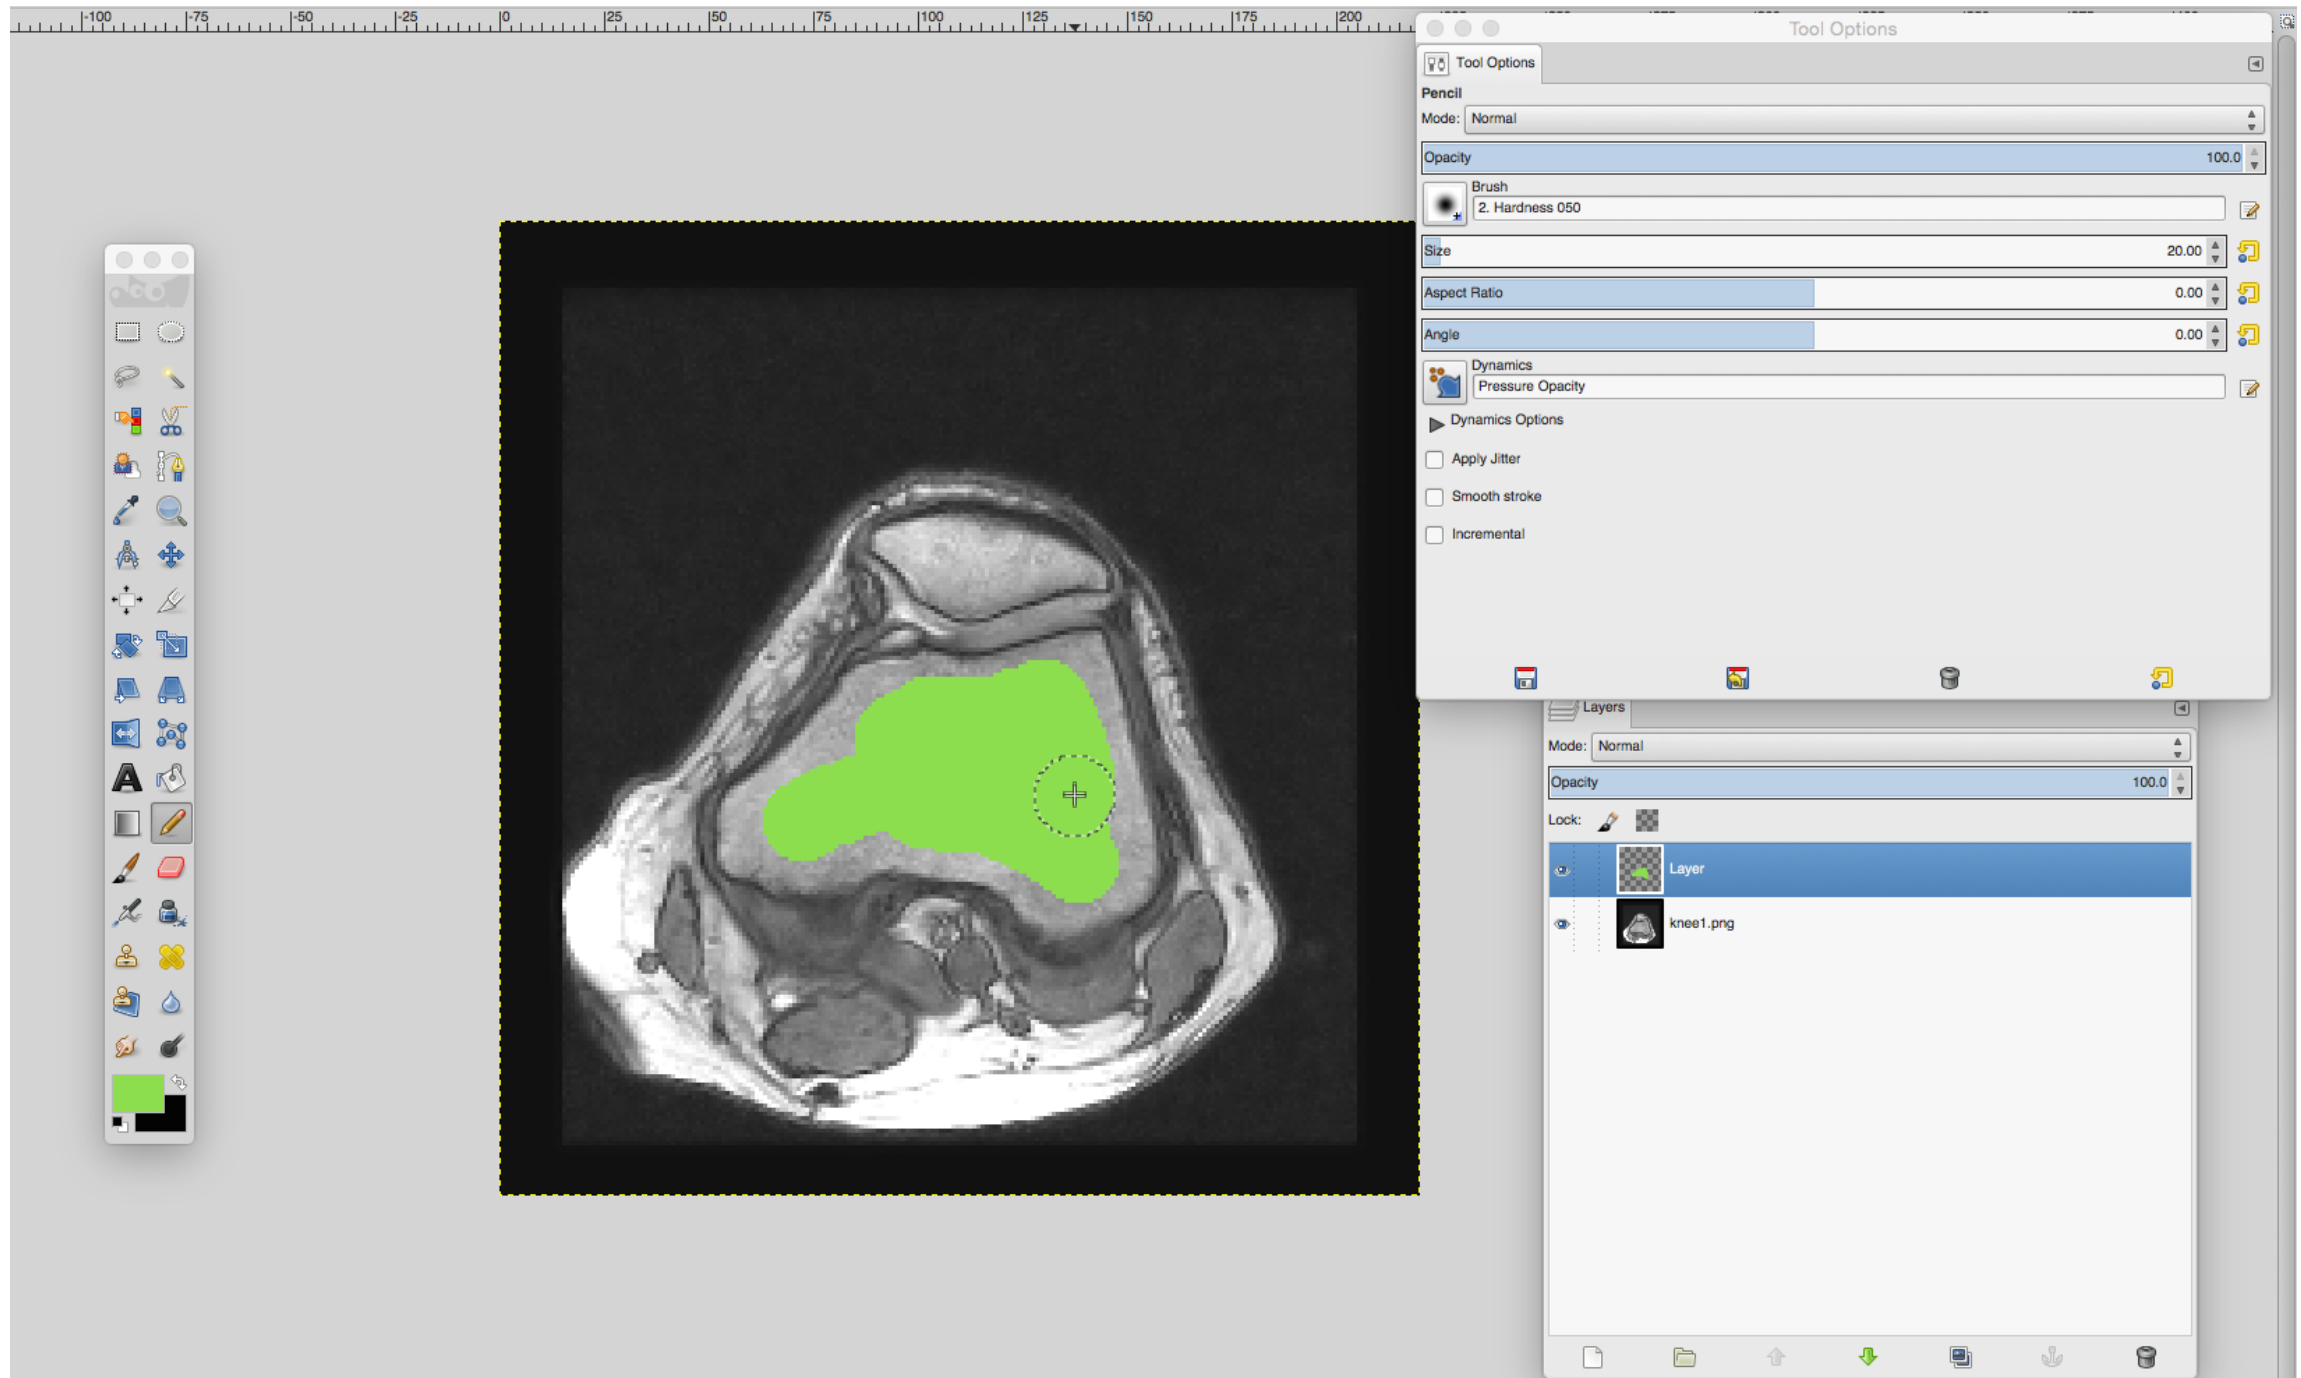 -100 -75 -50 -25 0 25 50 75 100 125 150 175 200
Tool Options
Tool Options
Pencil
Mode: Normal
Opacity 100.0
Brush
2. Hardness 050
Size 20.00
Aspect Ratio 0.00
Angle 0.00
Dynamics
Pressure Opacity
Dynamics Options
Apply Jitter
Smooth stroke
Incremental
Layers
Mode: Normal
Opacity 100.0
Lock:
Layer
knee1.png